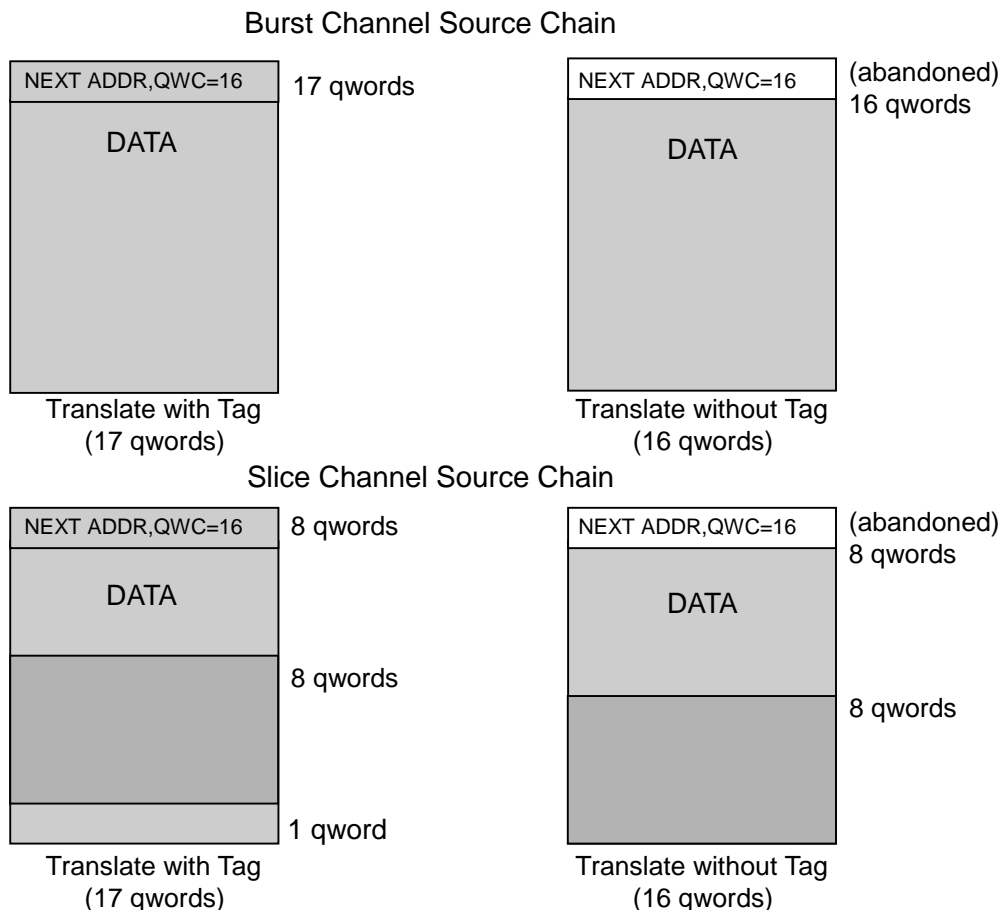 Burst Channel Source Chain
NEXT ADDR,QWC=16
17 qwords
DATA
Translate with Tag
(17 qwords)
NEXT ADDR,QWC=16
(abandoned)
16 qwords
DATA
Translate without Tag
(16 qwords)
Slice Channel Source Chain
NEXT ADDR,QWC=16
8 qwords
DATA
8 qwords
1 qword
Translate with Tag
(17 qwords)
NEXT ADDR,QWC=16
(abandoned)
8 qwords
DATA
8 qwords
Translate without Tag
(16 qwords)